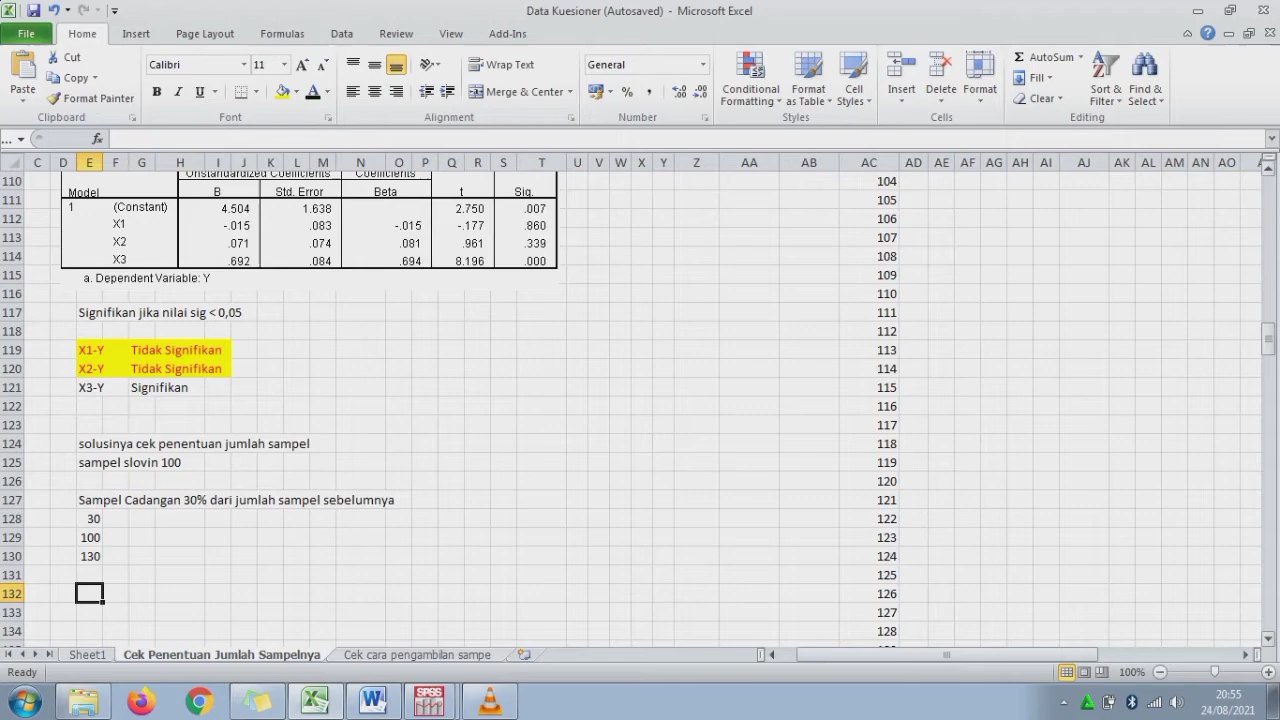 Data Kuesioner (Autosaved) - Microsoft Excel
File Home Insert Page Layout Formulas Data Review View Add-Ins
Paste Cut Copy Format Painter Clipboard
Calibri 11 B I U Font
Wrap Text Merge & Center Alignment
General % , Number
Conditional Formatting Format as Table Cell Styles Styles
Insert Delete Format Cells
AutoSum Fill Clear Sort & Filter Find & Select Editing
fx
C D E F G H I J K L M N O P Q R S T U V W X Y Z AA AB AC AD AE AF AG AH AI AJ AK AL AM AN AO
Unstandardized Coefficients Coefficients
110 Model B Std. Error Beta t Sig. 104
111 1 (Constant) 4.504 1.638 2.750 .007 105
112 X1 -.015 .083 -.015 -.177 .860 106
113 X2 .071 .074 .081 .961 .339 107
114 X3 .692 .084 .694 8.196 .000 108
115 a. Dependent Variable: Y 109
116 110
117 Signifikan jika nilai sig < 0,05 111
118 112
119 X1-Y Tidak Signifikan 113
120 X2-Y Tidak Signifikan 114
121 X3-Y Signifikan 115
122 116
123 117
124 solusinya cek penentuan jumlah sampel 118
125 sampel slovin 100 119
126 120
127 Sampel Cadangan 30% dari jumlah sampel sebelumnya 121
128 30 122
129 100 123
130 130 124
131 125
132 126
133 127
134 128
Sheet1 Cek Penentuan Jumlah Sampelnya Cek cara pengambilan sampe
Ready 100%
SPSS
20:55
24/08/2021